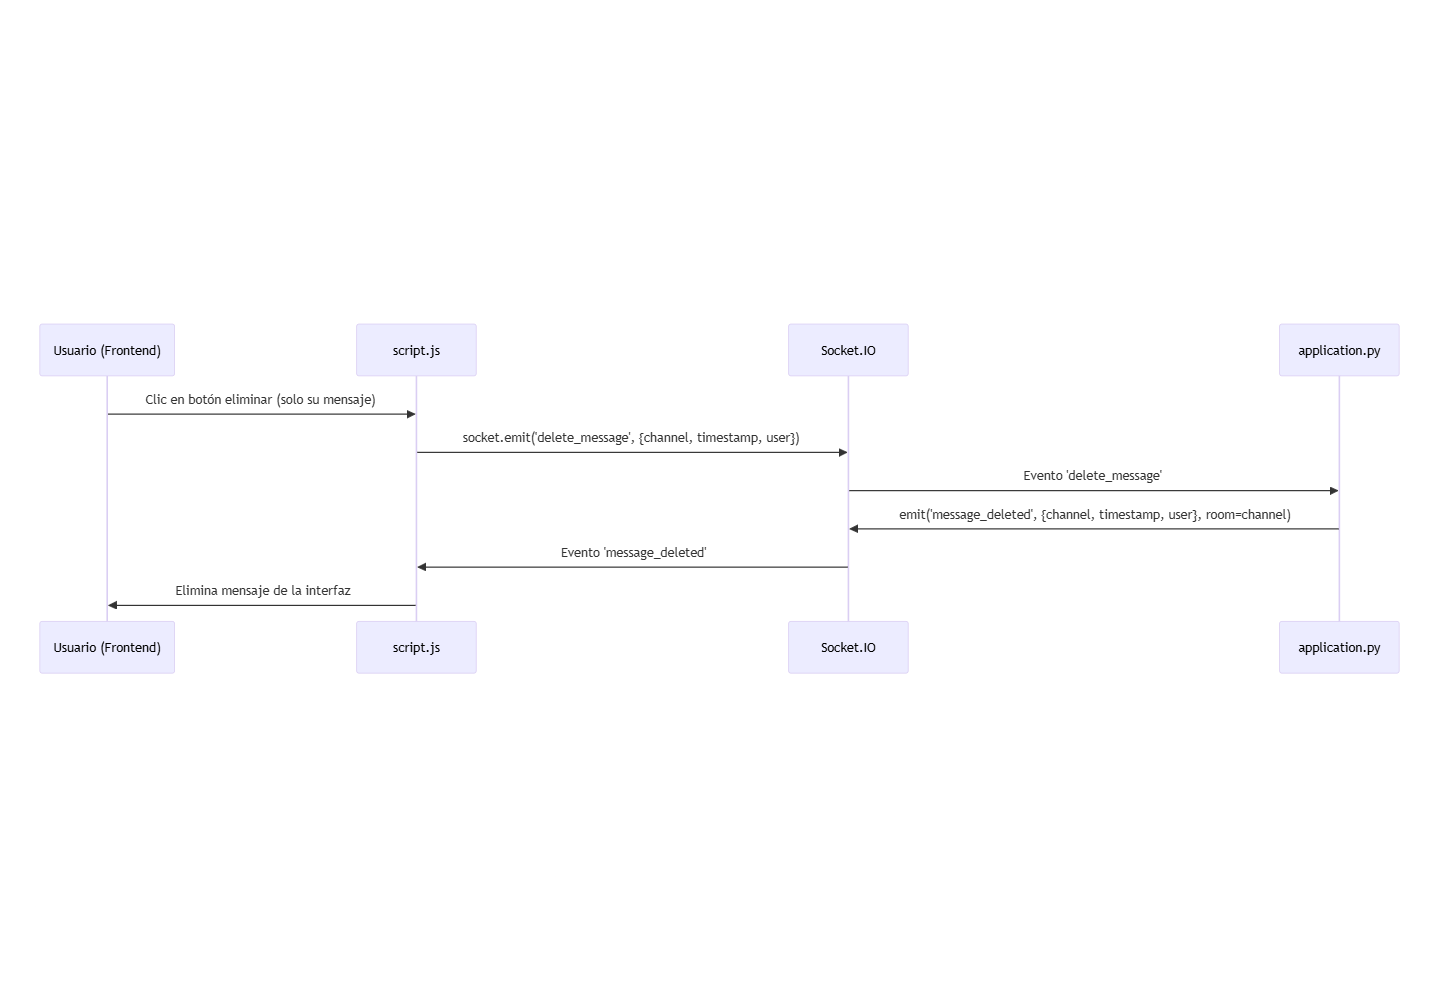 Usuario (Frontend)
script.js
Socket.IO
application.py
Clic en botón eliminar (solo su mensaje)
socket.emit('delete_message', {channel, timestamp, user})
Evento 'delete_message'
emit('message_deleted', {channel, timestamp, user}, room=channel)
Evento 'message_deleted'
Elimina mensaje de la interfaz
Usuario (Frontend)
script.js
Socket.IO
application.py